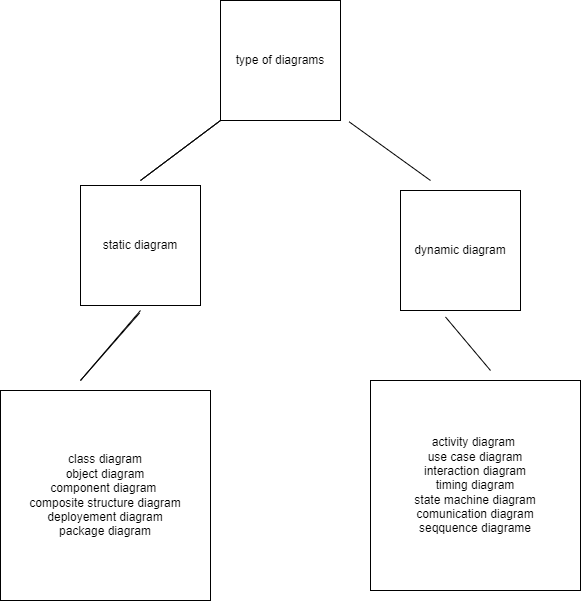 type of diagrams
static diagram
dynamic diagram
class diagram
object diagram
component diagram
composite structure diagram
deployement diagram
package diagram
activity diagram
use case diagram
interaction diagram
timing diagram
state machine diagram
comunication diagram
seqquence diagrame